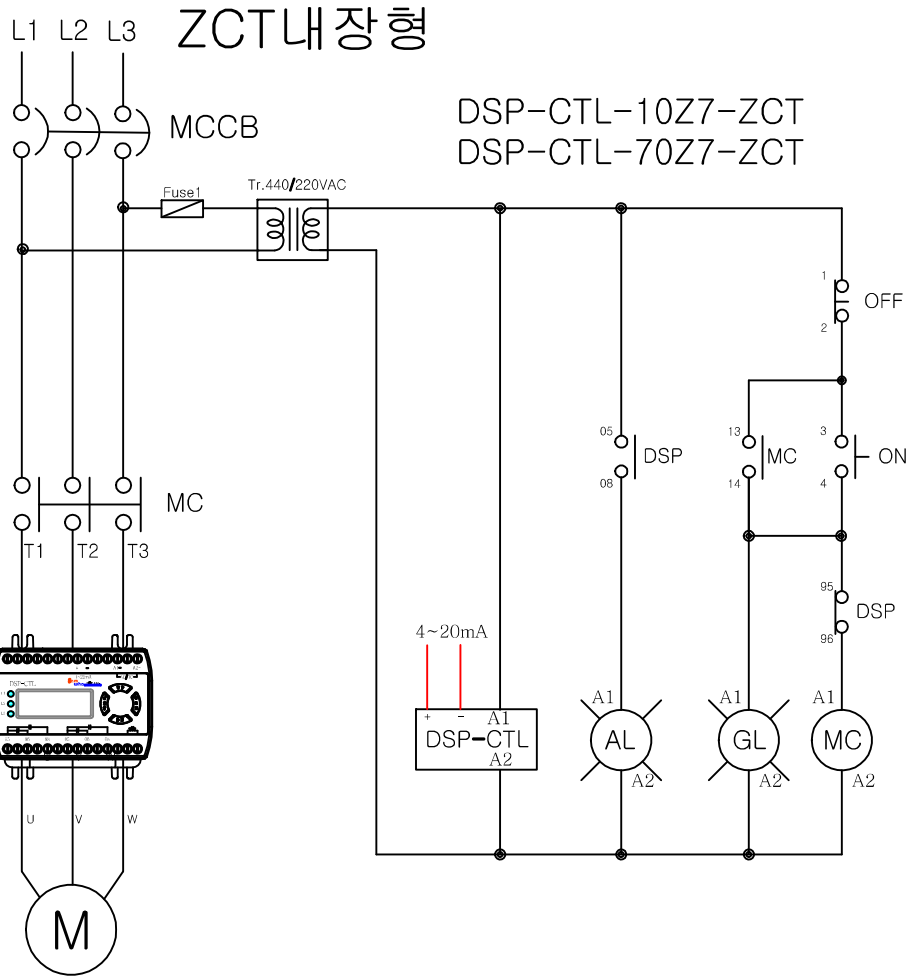 ZCT내장형
L1 L2 L3
DSP-CTL-10Z7-ZCT
DSP-CTL-70Z7-ZCT
MCCB
Fuse1
Tr.440/220VAC
1
OFF
2
05
DSP
08
13
MC
14
3
ON
4
MC
T1 T2 T3
95
DSP
96
4~20mA
+ -
A1
DSP-CTL
A2
A1
AL
A2
A1
GL
A2
A1
MC
A2
DSP-CTL
U V W
M